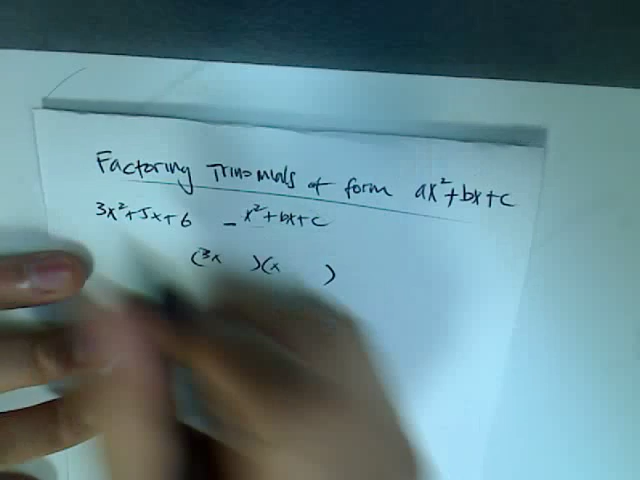 Factoring Trinomials of form ax²+bx+c
3x²+5x+6 _ x²+bx+c
(3x )(x )